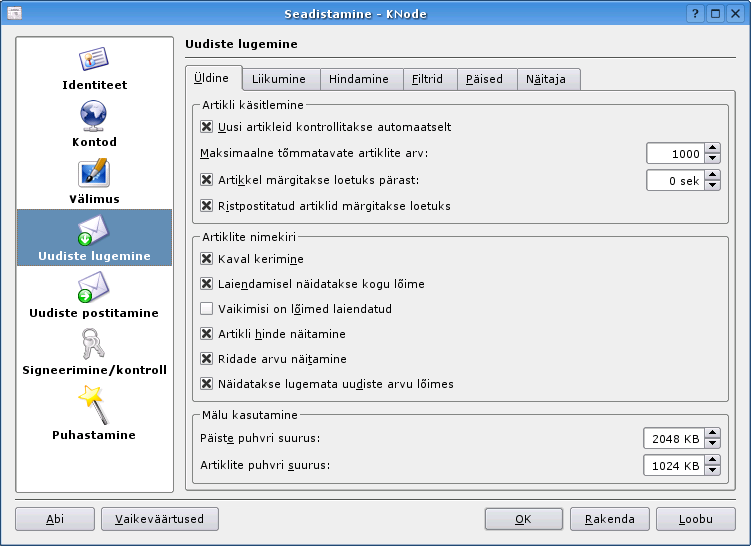 Seadistamine - KNode
Identiteet
Kontod
Välimus
Uudiste lugemine
Uudiste postitamine
Signeerimine/kontroll
Puhastamine
Uudiste lugemine
Üldine Liikumine Hindamine Filtrid Päised Näitaja
Artikli käsitlemine
Uusi artikleid kontrollitakse automaatselt
Maksimaalne tõmmatavate artiklite arv: 1000
Artikkel märgitakse loetuks pärast: 0 sek
Ristpostitatud artiklid märgitakse loetuks
Artiklite nimekiri
Kaval kerimine
Laiendamisel näidatakse kogu lõime
Vaikimisi on lõimed laiendatud
Artikli hinde näitamine
Ridade arvu näitamine
Näidatakse lugemata uudiste arvu lõimes
Mälu kasutamine
Päiste puhvri suurus: 2048 KB
Artiklite puhvri suurus: 1024 KB
Abi Vaikeväärtused OK Rakenda Loobu